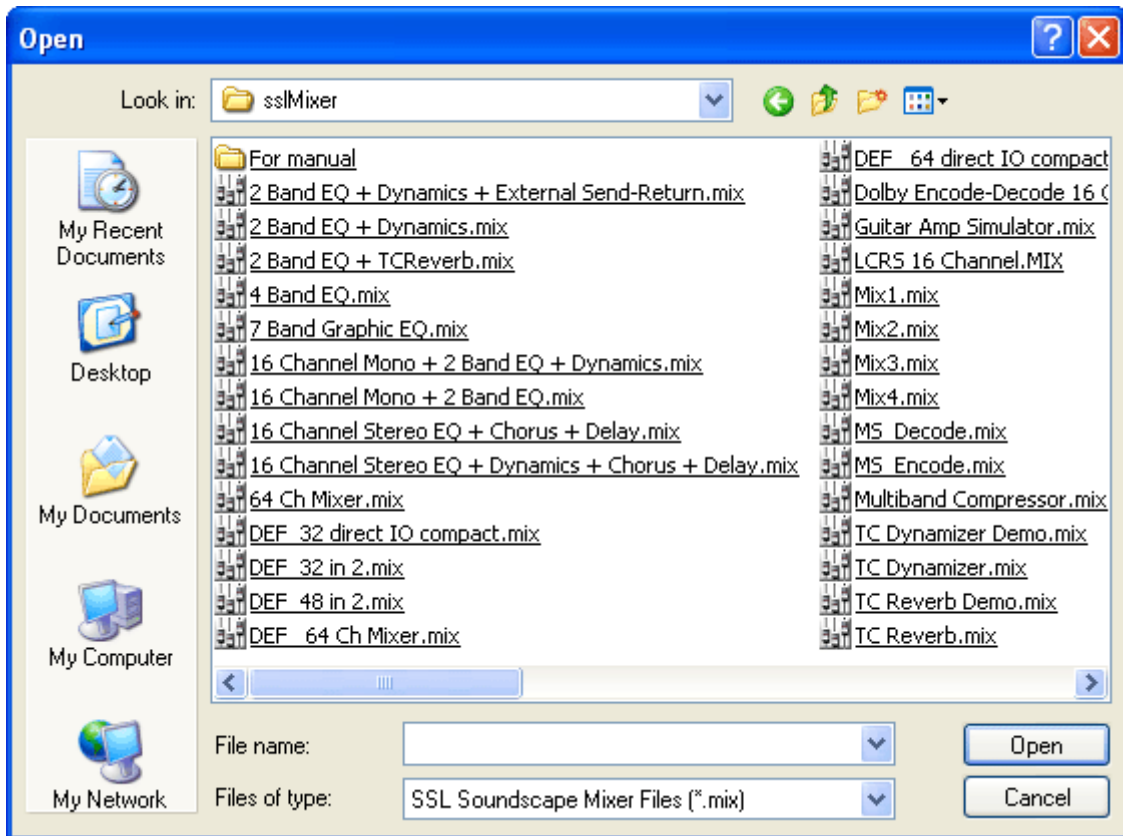 Open
Look in: sslMixer
My Recent
Documents
Desktop
My Documents
My Computer
My Network
For manual
2 Band EQ + Dynamics + External Send-Return.mix
2 Band EQ + Dynamics.mix
2 Band EQ + TCReverb.mix
4 Band EQ.mix
7 Band Graphic EQ.mix
16 Channel Mono + 2 Band EQ + Dynamics.mix
16 Channel Mono + 2 Band EQ.mix
16 Channel Stereo EQ + Chorus + Delay.mix
16 Channel Stereo EQ + Dynamics + Chorus + Delay.mix
64 Ch Mixer.mix
DEF_32 direct IO compact.mix
DEF_32 in 2.mix
DEF_48 in 2.mix
DEF_ 64 Ch Mixer.mix
DEF_ 64 direct IO compact
Dolby Encode-Decode 16
Guitar Amp Simulator.mix
LCRS 16 Channel.MIX
Mix1.mix
Mix2.mix
Mix3.mix
Mix4.mix
MS_Decode.mix
MS_Encode.mix
Multiband Compressor.mix
TC Dynamizer Demo.mix
TC Dynamizer.mix
TC Reverb Demo.mix
TC Reverb.mix
File name:
Open
Files of type: SSL Soundscape Mixer Files (*.mix)
Cancel